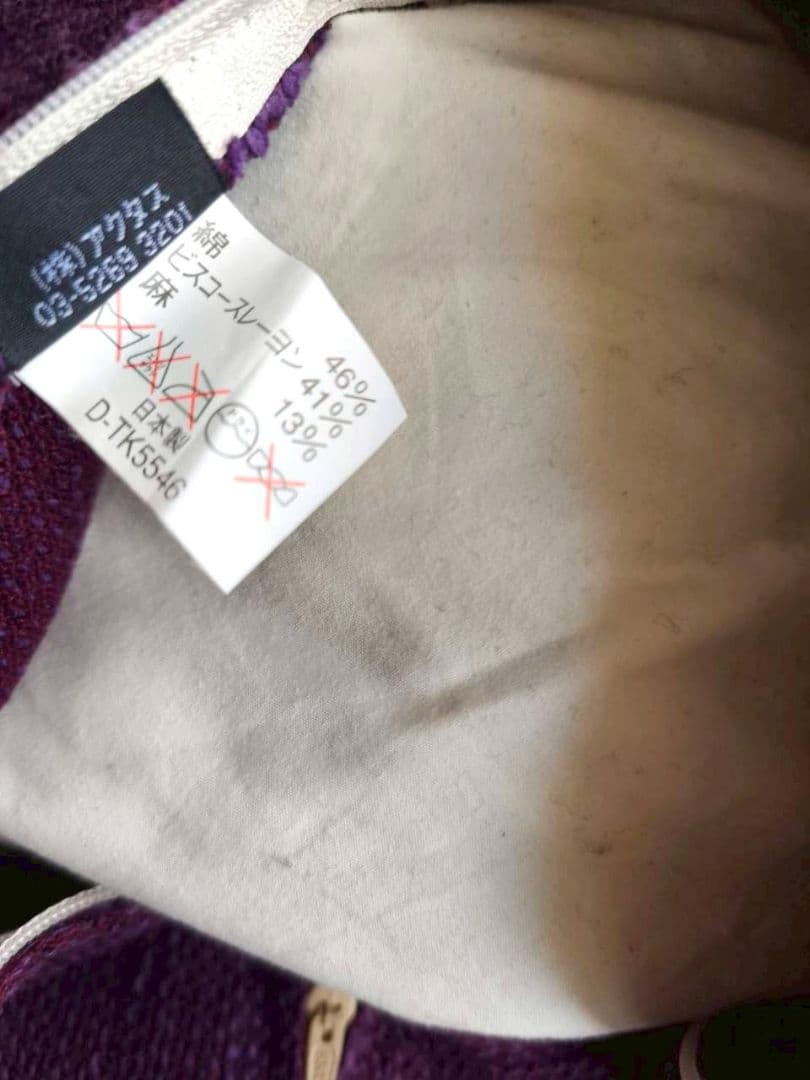 (株)アクタス
03-5269 3201
綿 46%
ビスコースレーヨン 41%
麻 13%
日本製
D-TK5546